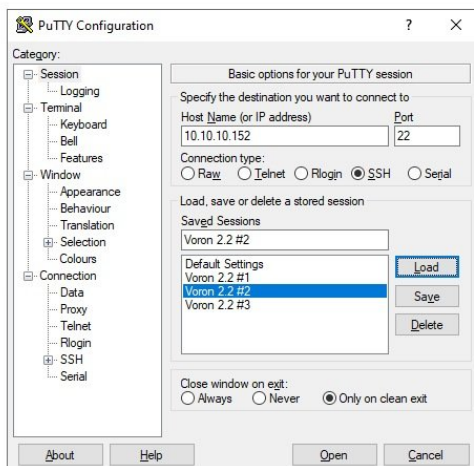 PuTTY Configuration
?
Category:
Session
Logging
Terminal
Keyboard
Bell
Features
Window
Appearance
Behaviour
Translation
Selection
Colours
Connection
Data
Proxy
Telnet
Rlogin
SSH
Serial
Basic options for your PuTTY session
Specify the destination you want to connect to
Host Name (or IP address) Port
10.10.10.152 22
Connection type:
Raw Telnet Rlogin SSH Serial
Load, save or delete a stored session
Saved Sessions
Voron 2.2 #2
Default Settings
Voron 2.2 #1
Voron 2.2 #2
Voron 2.2 #3
Load
Save
Delete
Close window on exit:
Always Never Only on clean exit
About Help Open Cancel